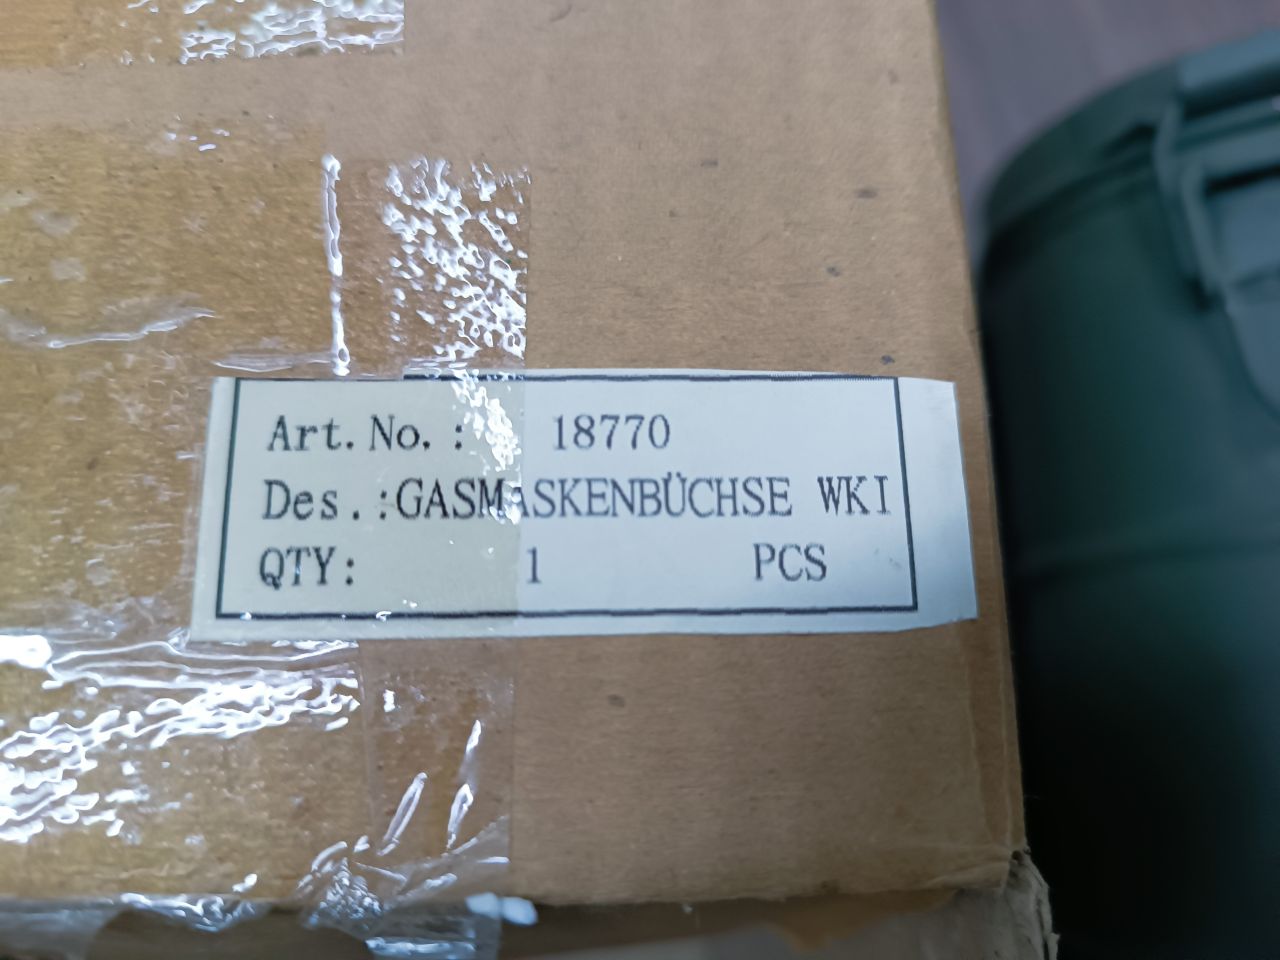 Art.No.: 18770
Des.:GASMASKENBÜCHSE WKI
QTY: 1 PCS